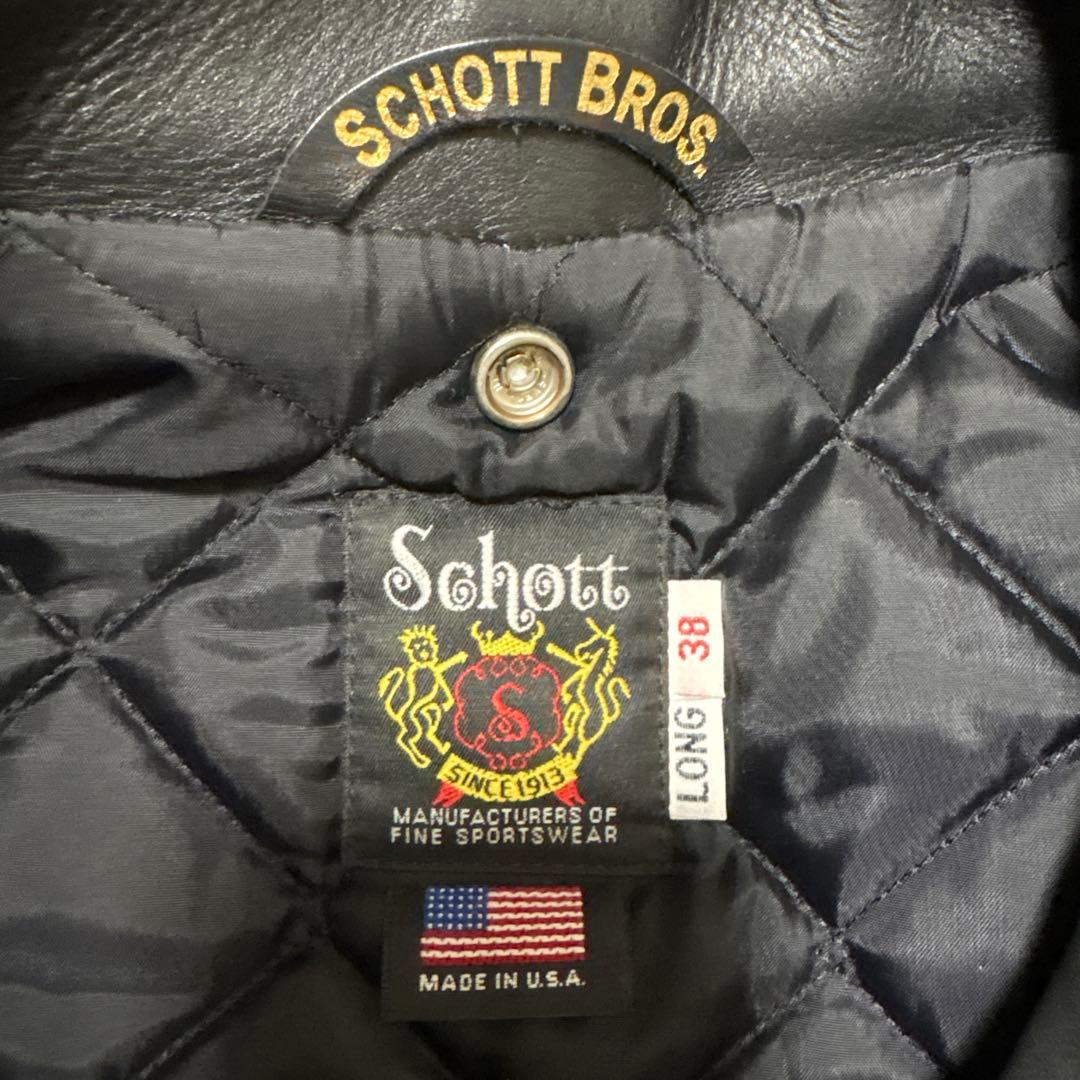 SCHOTT BROS.
Schott
S
SINCE 1913
MANUFACTURERS OF
FINE SPORTSWEAR
38
LONG
MADE IN U.S.A.